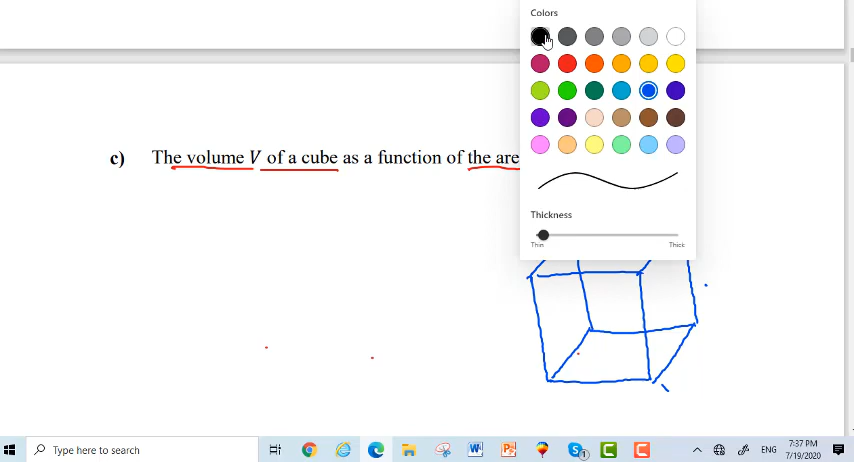 Colors
c) The volume V of a cube as a function of the are
Thickness
Thin Thick
Type here to search
ENG
7:37 PM
7/19/2020